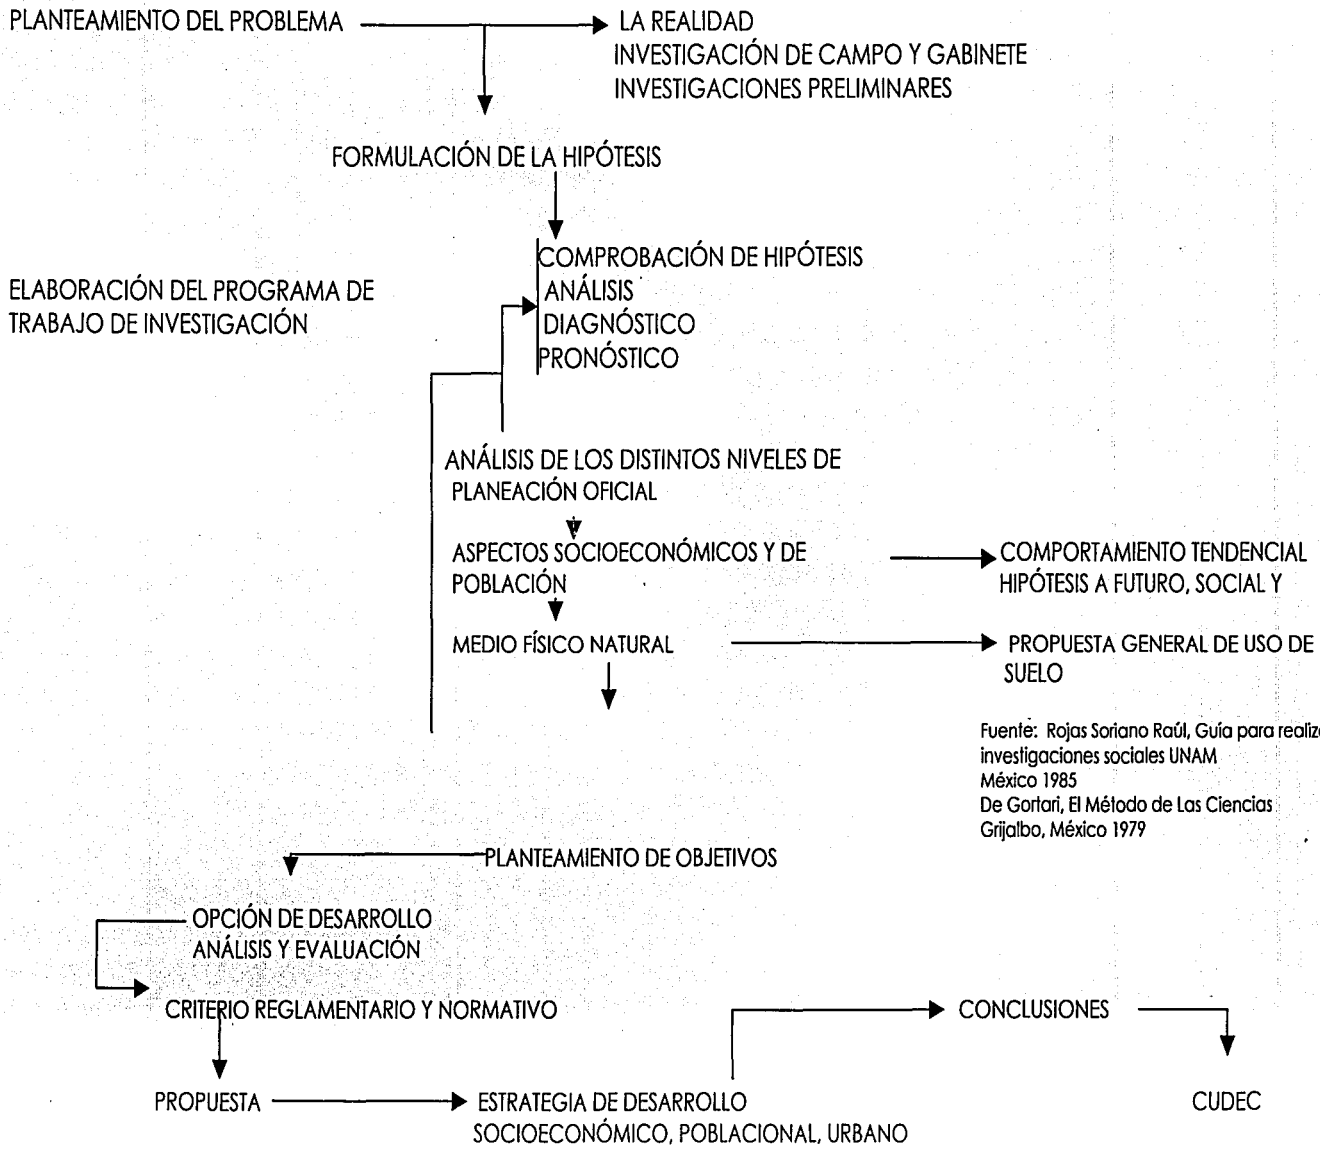 PLANTEAMIENTO DEL PROBLEMA
LA REALIDAD
INVESTIGACIÓN DE CAMPO Y GABINETE
INVESTIGACIONES PRELIMINARES
FORMULACIÓN DE LA HIPÓTESIS
COMPROBACIÓN DE HIPÓTESIS
ANÁLISIS
DIAGNÓSTICO
PRONÓSTICO
ELABORACIÓN DEL PROGRAMA DE
TRABAJO DE INVESTIGACIÓN
ANÁLISIS DE LOS DISTINTOS NIVELES DE
PLANEACIÓN OFICIAL
ASPECTOS SOCIOECONÓMICOS Y DE
POBLACIÓN
COMPORTAMIENTO TENDENCIAL
HIPÓTESIS A FUTURO, SOCIAL Y
MEDIO FÍSICO NATURAL
PROPUESTA GENERAL DE USO DE
SUELO
Fuente: Rojas Soriano Raúl, Guía para realiza
investigaciones sociales UNAM
México 1985
De Gortari, El Método de Las Ciencias
Grijalbo, México 1979
PLANTEAMIENTO DE OBJETIVOS
OPCIÓN DE DESARROLLO
ANÁLISIS Y EVALUACIÓN
CRITERIO REGLAMENTARIO Y NORMATIVO
CONCLUSIONES
PROPUESTA
ESTRATEGIA DE DESARROLLO
SOCIOECONÓMICO, POBLACIONAL, URBANO
CUDEC